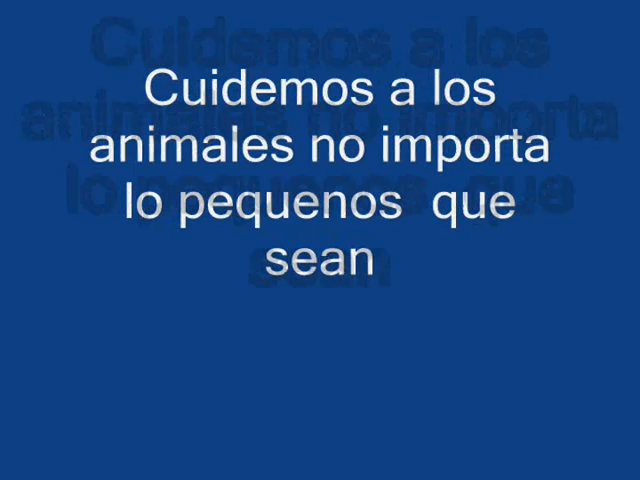 Cuidemos a los
animales no importa
lo pequenos  que
sean